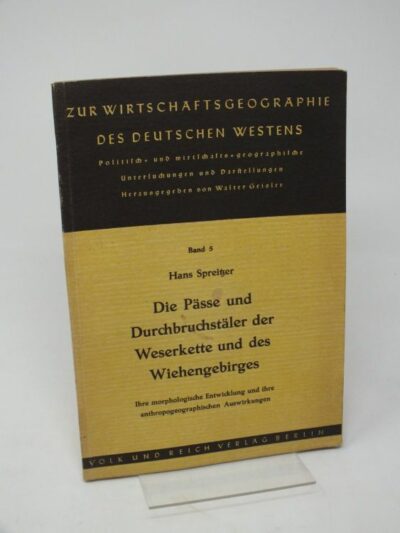 ZUR WIRTSCHAFTSGEOGRAPHIE
DES DEUTSCHEN WESTENS
Politisch- und wirtschafts-geographische
Untersuchungen und Darstellungen
Herausgegeben von Walter Geisler
Band 5
Hans Spreitzer
Die Pässe und
Durchbruchstäler der
Weserkette und des
Wiehengebirges
Ihre morphologische Entwicklung und ihre
anthropogeographischen Auswirkungen
VOLK UND REICH VERLAG BERLIN